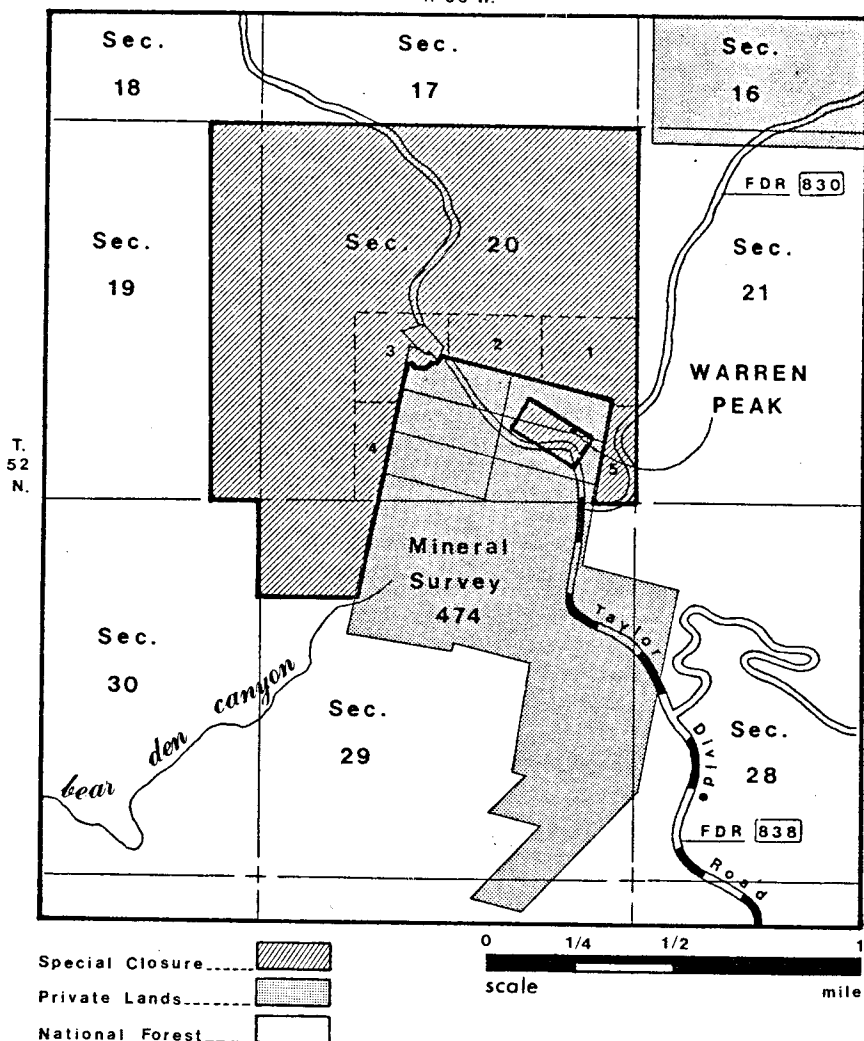 Sec.
18
Sec.
17
Sec.
16
FDR 830
Sec.
19
Sec. 20
Sec.
21
3
2
1
WARREN
PEAK
T.
52
N.
4
5
Mineral
Survey
474
Taylor
Divide
Road
Sec.
30
bear den canyon
Sec.
29
Sec.
28
FDR 838
Special Closure
Private Lands
National Forest
0 1/4 1/2 1
scale mile